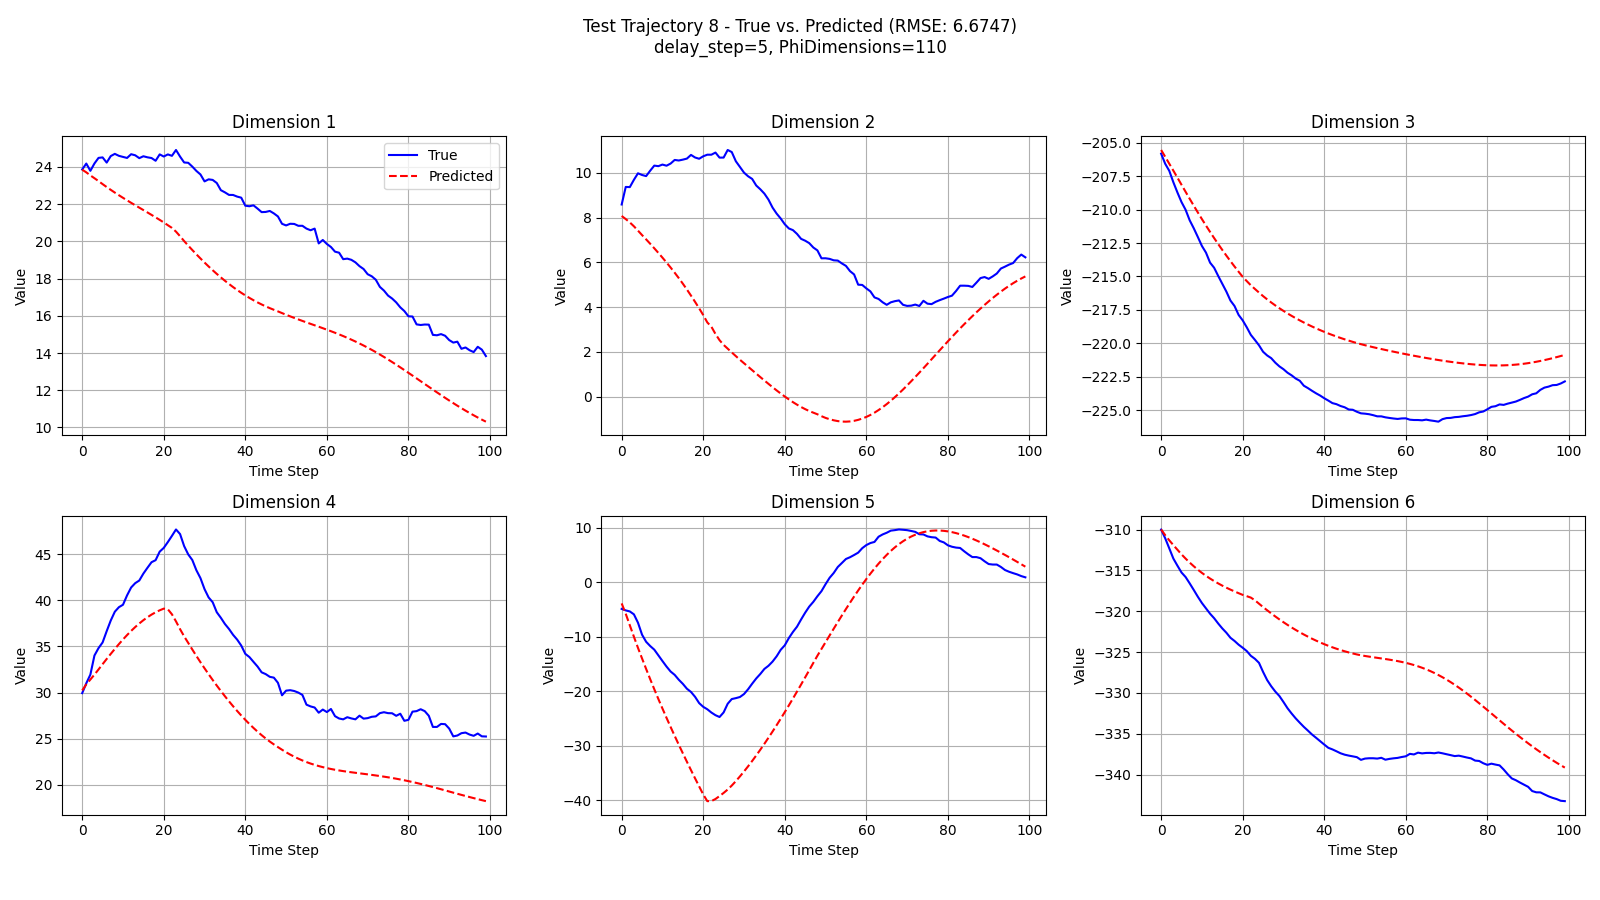 Test Trajectory 8 - True vs. Predicted (RMSE: 6.6747)
delay_step=5, PhiDimensions=110
Dimension 1
True
Predicted
24
22
20
18
16
14
12
10
Value
0 20 40 60 80 100
Time Step
Dimension 2
10
8
6
4
2
0
Value
0 20 40 60 80 100
Time Step
Dimension 3
−205.0
−207.5
−210.0
−212.5
−215.0
−217.5
−220.0
−222.5
−225.0
Value
0 20 40 60 80 100
Time Step
Dimension 4
45
40
35
30
25
20
Value
0 20 40 60 80 100
Time Step
Dimension 5
10
0
−10
−20
−30
−40
Value
0 20 40 60 80 100
Time Step
Dimension 6
−310
−315
−320
−325
−330
−335
−340
Value
0 20 40 60 80 100
Time Step